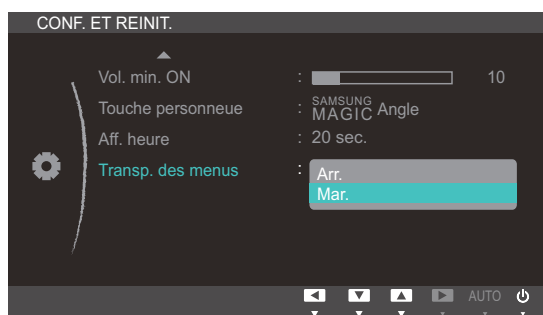 CONF. ET REINIT.
Vol. min. ON : 10
Touche personneue : SAMSUNG MAGIC Angle
Aff. heure : 20 sec.
Transp. des menus : Arr.
Mar.
AUTO